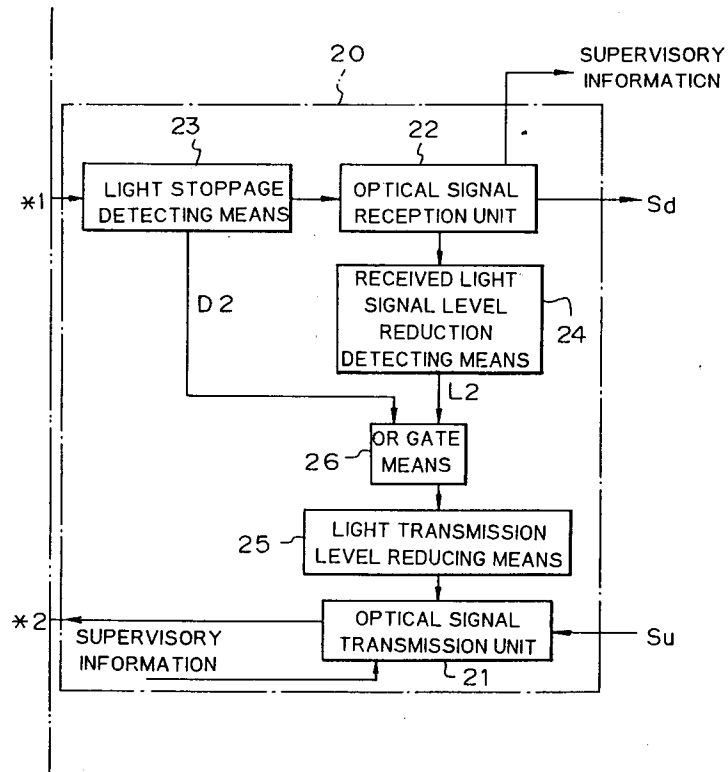 20
SUPERVISORY
INFORMATION
23
22
*1
LIGHT STOPPAGE
DETECTING MEANS
OPTICAL SIGNAL
RECEPTION UNIT
Sd
D2
RECEIVED LIGHT
SIGNAL LEVEL
REDUCTION
DETECTING MEANS
24
L2
OR GATE
MEANS
26
LIGHT TRANSMISSION
LEVEL REDUCING MEANS
25
*2
OPTICAL SIGNAL
TRANSMISSION UNIT
Su
SUPERVISORY
INFORMATION
21